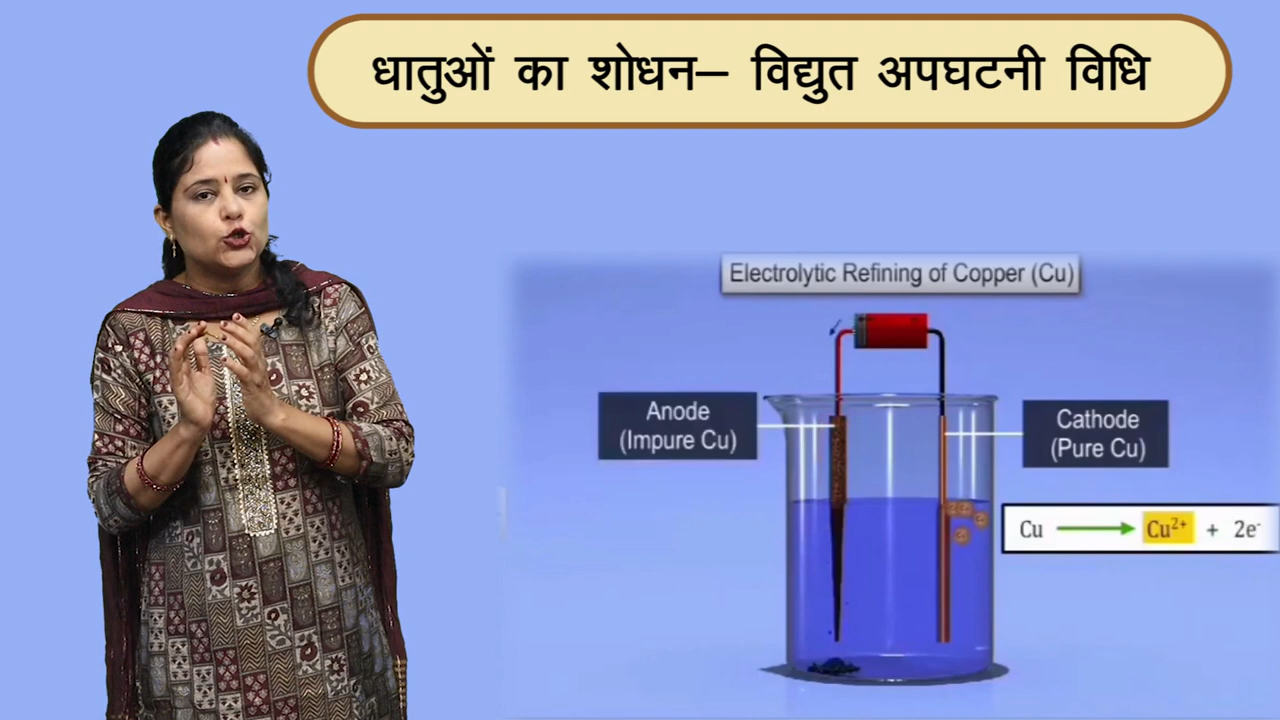 धातुओं का शोधन– विद्युत अपघटनी विधि
Electrolytic Refining of Copper (Cu)
Anode
(Impure Cu)
Cathode
(Pure Cu)
Cu ⟶ Cu²⁺ + 2e⁻